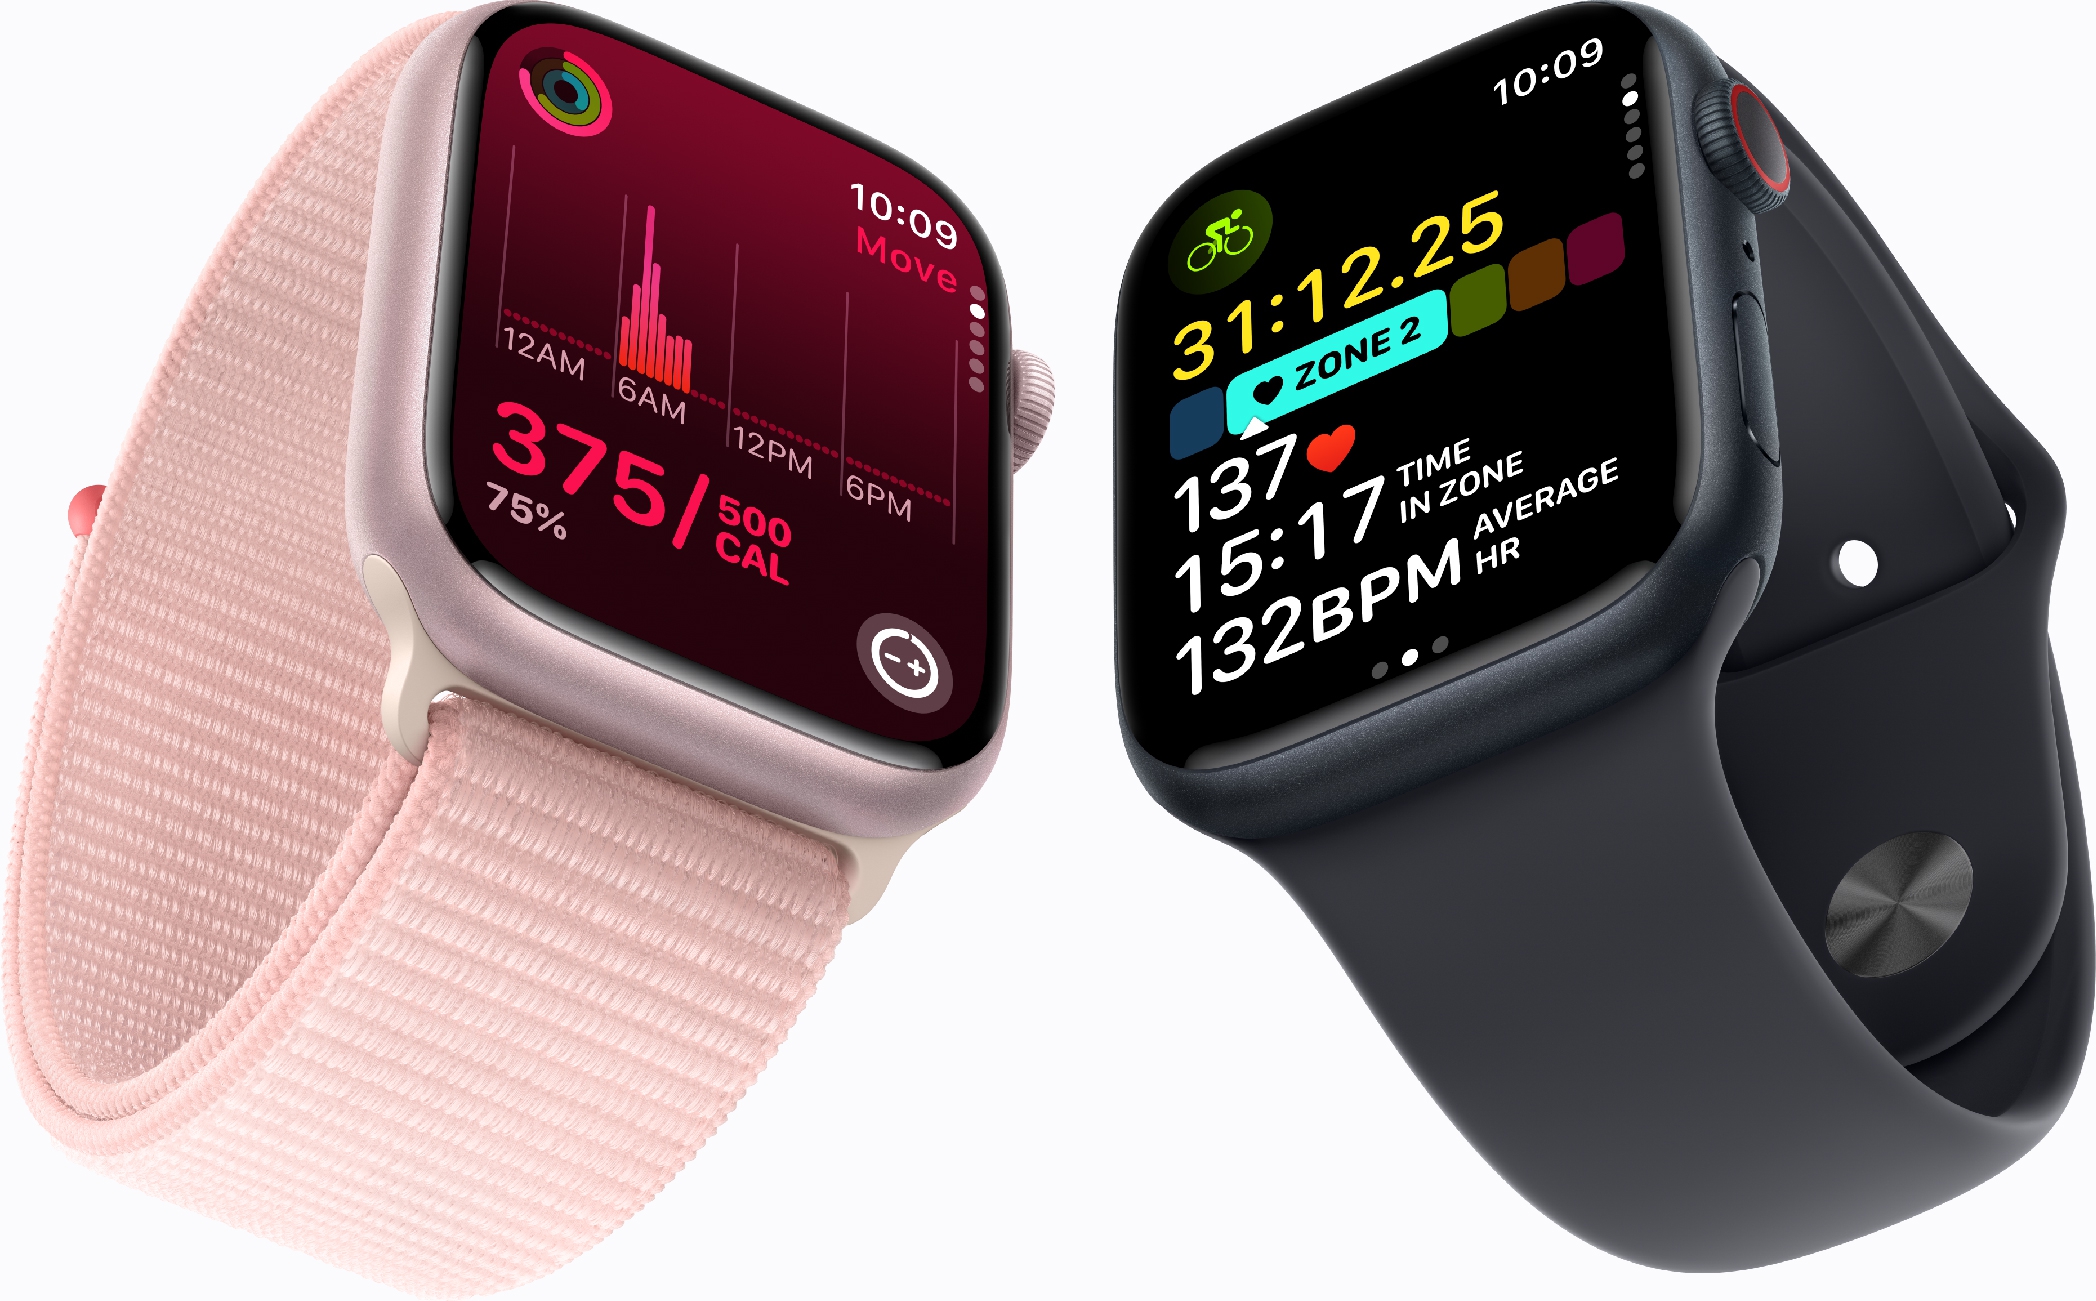 10:09
Move
12AM
6AM
12PM
6PM
375/500
CAL
75%
10:09
31:12.25
ZONE 2
137
15:17 TIME
IN ZONE
132BPM AVERAGE
HR